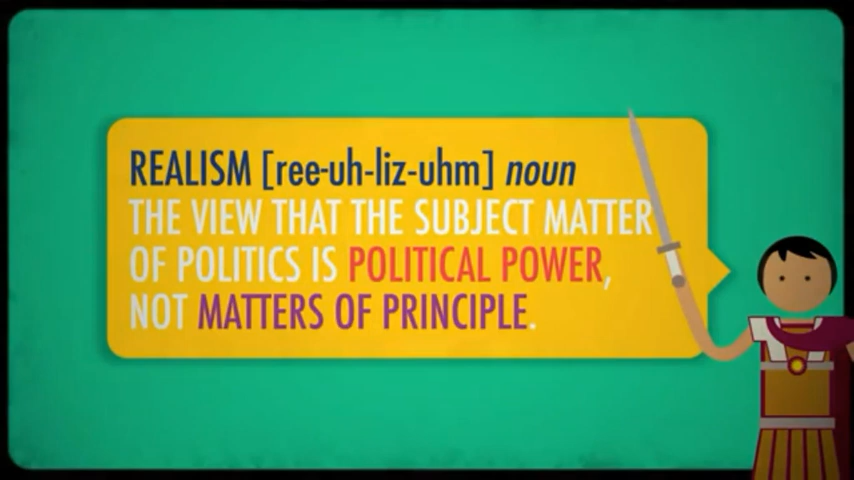 REALISM [ree-uh-liz-uhm] noun
THE VIEW THAT THE SUBJECT MATTER
OF POLITICS IS POLITICAL POWER,
NOT MATTERS OF PRINCIPLE.